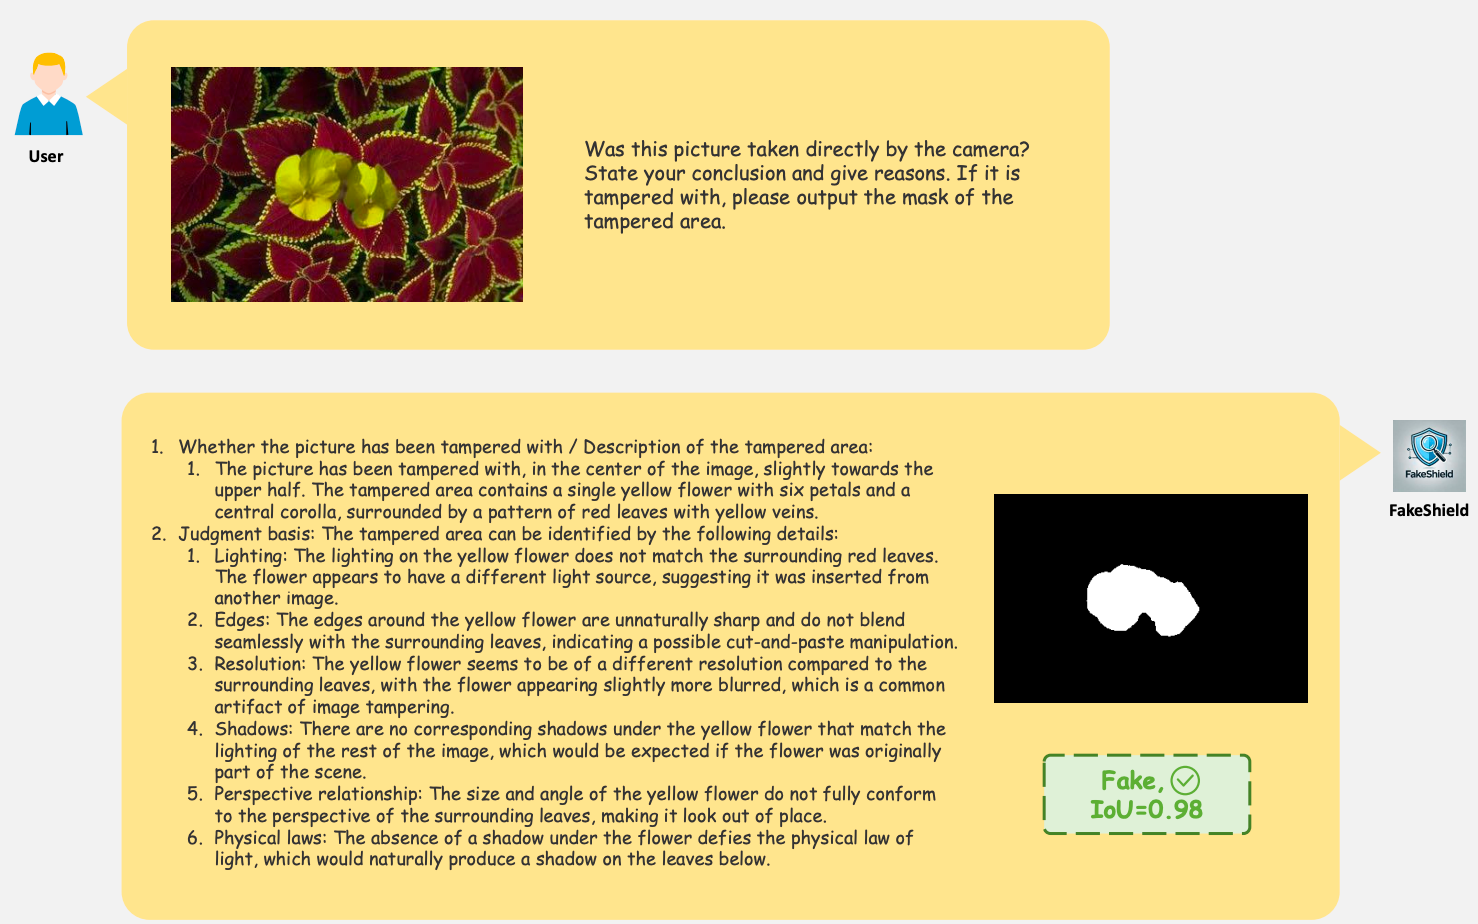 User
Was this picture taken directly by the camera?
State your conclusion and give reasons. If it is
tampered with, please output the mask of the
tampered area.
1. Whether the picture has been tampered with / Description of the tampered area:
1. The picture has been tampered with, in the center of the image, slightly towards the
upper half. The tampered area contains a single yellow flower with six petals and a
central corolla, surrounded by a pattern of red leaves with yellow veins.
2. Judgment basis: The tampered area can be identified by the following details:
1. Lighting: The lighting on the yellow flower does not match the surrounding red leaves.
The flower appears to have a different light source, suggesting it was inserted from
another image.
2. Edges: The edges around the yellow flower are unnaturally sharp and do not blend
seamlessly with the surrounding leaves, indicating a possible cut-and-paste manipulation.
3. Resolution: The yellow flower seems to be of a different resolution compared to the
surrounding leaves, with the flower appearing slightly more blurred, which is a common
artifact of image tampering.
4. Shadows: There are no corresponding shadows under the yellow flower that match the
lighting of the rest of the image, which would be expected if the flower was originally
part of the scene.
5. Perspective relationship: The size and angle of the yellow flower do not fully conform
to the perspective of the surrounding leaves, making it look out of place.
6. Physical laws: The absence of a shadow under the flower defies the physical law of
light, which would naturally produce a shadow on the leaves below.
Fake,
IoU=0.98
FakeShield
FakeShield